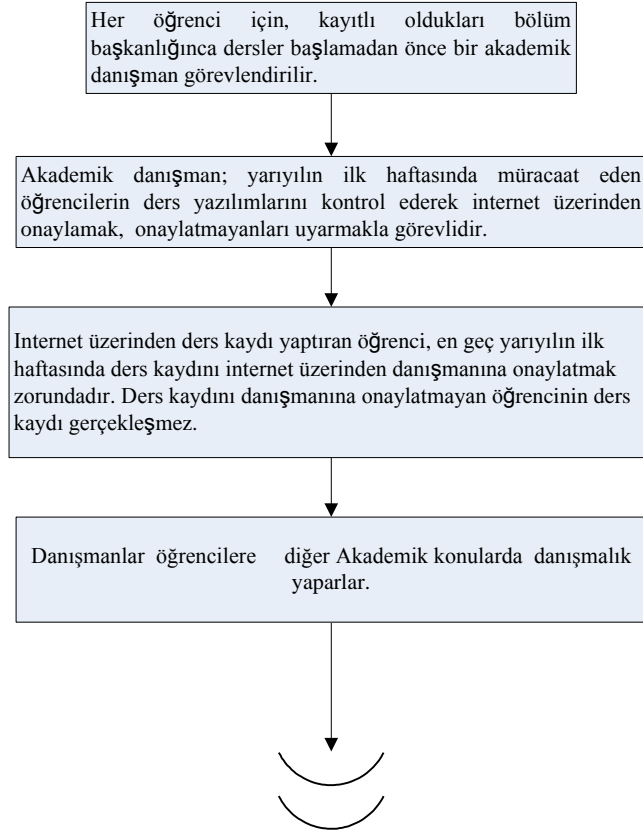 Her öğrenci için, kayıtlı oldukları bölüm
başkanlığınca dersler başlamadan önce bir akademik
danışman görevlendirilir.
Akademik danışman; yarıyılın ilk haftasında müracaat eden
öğrencilerin ders yazılımlarını kontrol ederek internet üzerinden
onaylamak, onaylatmayanları uyarmakla görevlidir.
Internet üzerinden ders kaydı yaptıran öğrenci, en geç yarıyılın ilk
haftasında ders kaydını internet üzerinden danışmanına onaylatmak
zorundadır. Ders kaydını danışmanına onaylatmayan öğrencinin ders
kaydı gerçekleşmez.
Danışmanlar öğrencilere diğer Akademik konularda danışmalık
yaparlar.